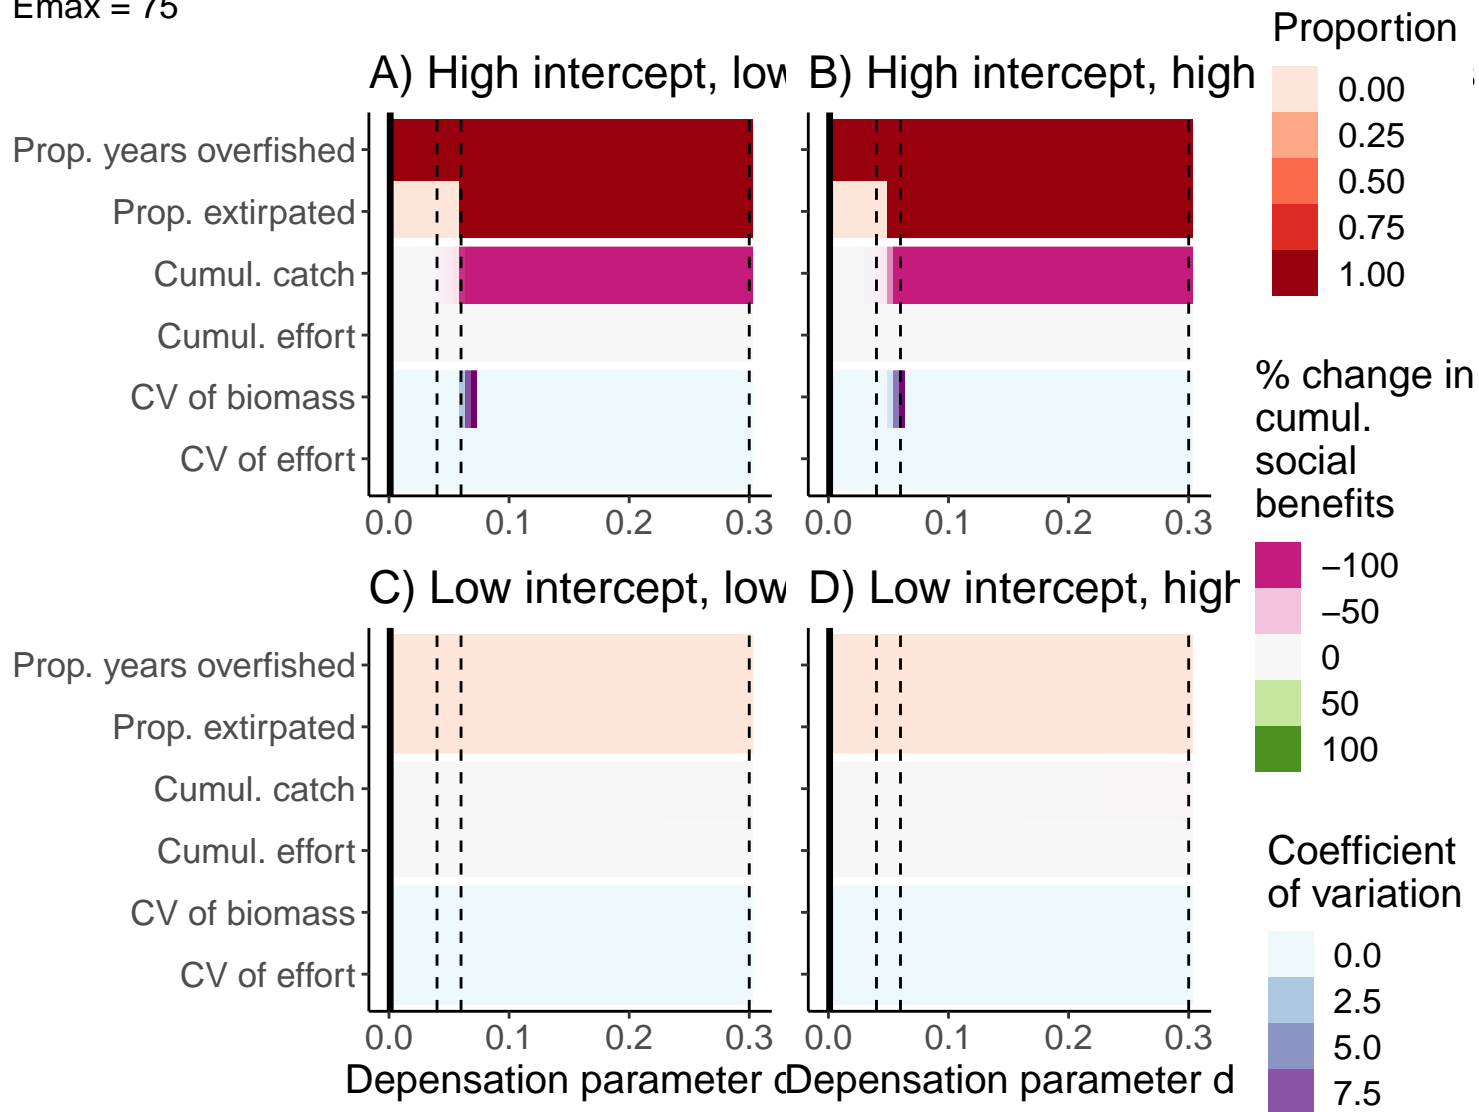 Emax = 75
A) High intercept, low
B) High intercept, high
Prop. years overfished
Prop. extirpated
Cumul. catch
Cumul. effort
CV of biomass
CV of effort
0.0 0.1 0.2 0.3
0.0 0.1 0.2 0.3
C) Low intercept, low
D) Low intercept, high
Prop. years overfished
Prop. extirpated
Cumul. catch
Cumul. effort
CV of biomass
CV of effort
0.0 0.1 0.2 0.3
0.0 0.1 0.2 0.3
Depensation parameter d
Depensation parameter d
Proportion
0.00
0.25
0.50
0.75
1.00
% change in
cumul.
social
benefits
−100
−50
0
50
100
Coefficient
of variation
0.0
2.5
5.0
7.5